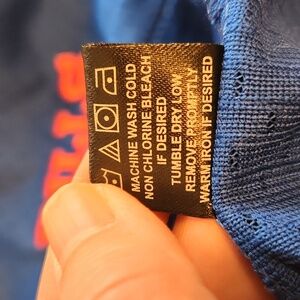 MACHINE WASH COLD
NON CHLORINE BLEACH
IF DESIRED
TUMBLE DRY LOW
REMOVE PROMPTLY
WARM IRON IF DESIRED